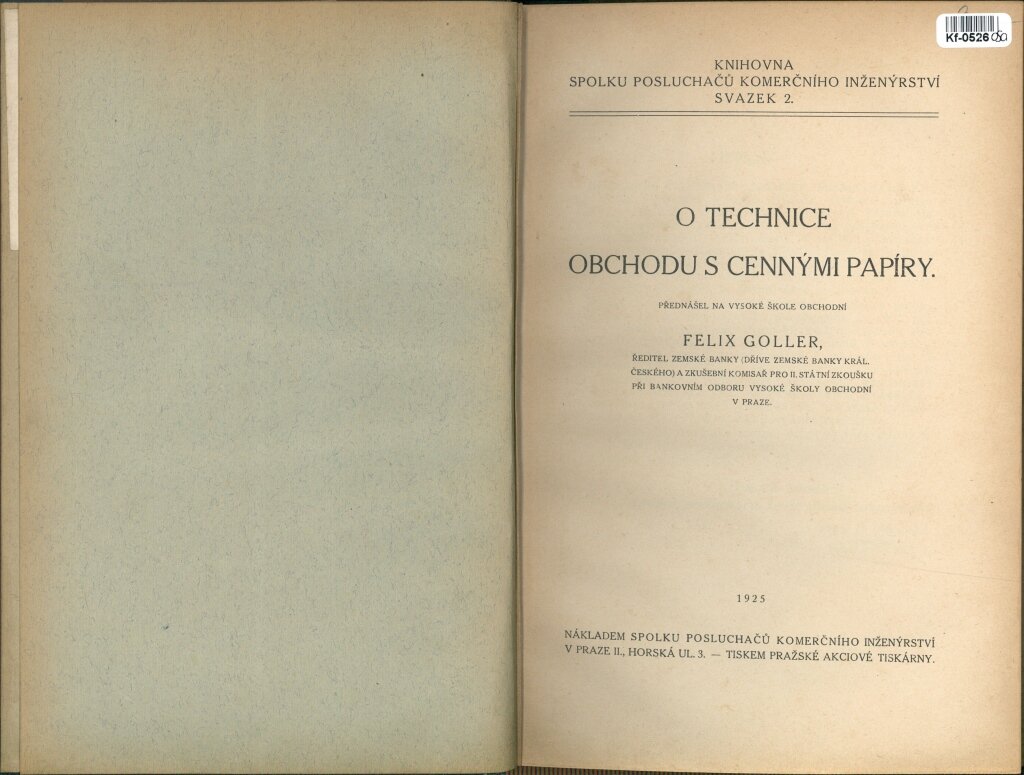 Kf-0526
KNIHOVNA
SPOLKU POSLUCHAČŮ KOMERČNÍHO INŽENÝRSTVÍ
SVAZEK 2.
O TECHNICE
OBCHODU S CENNÝMI PAPÍRY.
PŘEDNÁŠEL NA VYSOKÉ ŠKOLE OBCHODNÍ
FELIX GOLLER,
ŘEDITEL ZEMSKÉ BANKY (DŘÍVE ZEMSKÉ BANKY KRÁL.
ČESKÉHO) A ZKUŠEBNÍ KOMISAŘ PRO II. STÁTNÍ ZKOUŠKU
PŘI BANKOVNÍM ODBORU VYSOKÉ ŠKOLY OBCHODNÍ
V PRAZE.
1925
NÁKLADEM SPOLKU POSLUCHAČŮ KOMERČNÍHO INŽENÝRSTVÍ
V PRAZE II., HORSKÁ UL. 3. — TISKEM PRAŽSKÉ AKCIOVÉ TISKÁRNY.